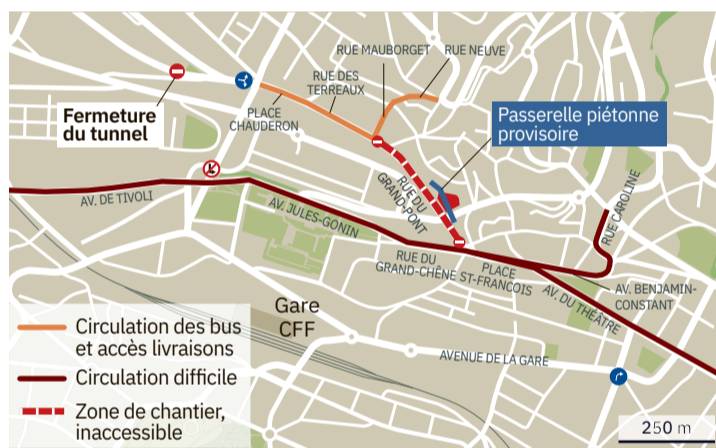 RUE MAUBORGET
RUE NEUVE
RUE DES
TERREAUX
Fermeture
du tunnel
PLACE
CHAUDERON
Passerelle piétonne
provisoire
RUE DU
GRAND-PONT
AV. DE TIVOLI
AV. JULES-GONIN
RUE CAROLINE
RUE DU
GRAND-CHÊNE
PLACE
ST-FRANÇOIS
AV. BENJAMIN-
CONSTANT
AV. DU THÉÂTRE
Gare
CFF
AVENUE DE LA GARE
Circulation des bus
et accès livraisons
Circulation difficile
Zone de chantier,
inaccessible
250 m